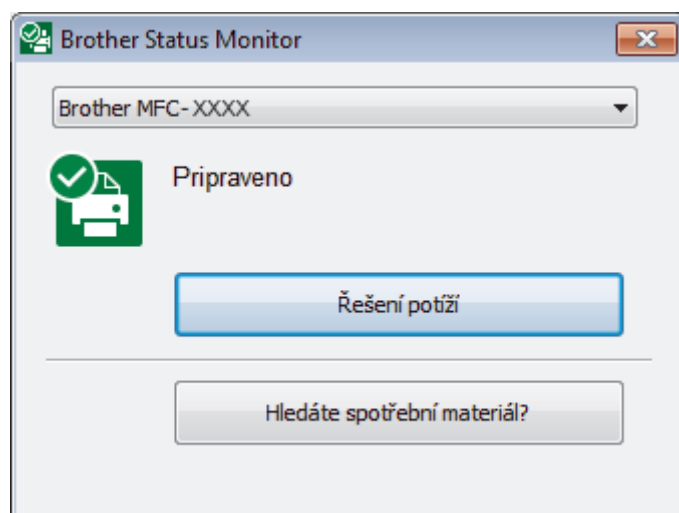 Brother Status Monitor
Brother MFC-XXXX
Pripraveno
Řešení potíží
Hledáte spotřební materiál?